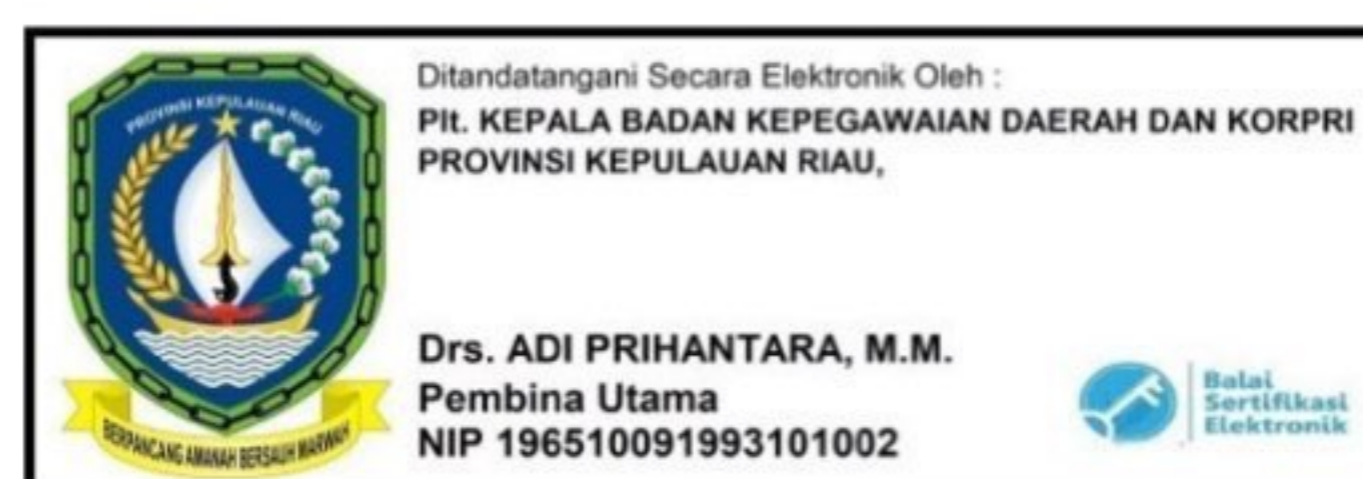 PROVINSI KEPULAUAN RIAU
Ditandatangani Secara Elektronik Oleh :
Plt. KEPALA BADAN KEPEGAWAIAN DAERAH DAN KORPRI
PROVINSI KEPULAUAN RIAU,
Drs. ADI PRIHANTARA, M.M.
Pembina Utama
NIP 196510091993101002
BERPANCANG AMANAH BERSAUH MARWAH
Balai
Sertifikasi
Elektronik